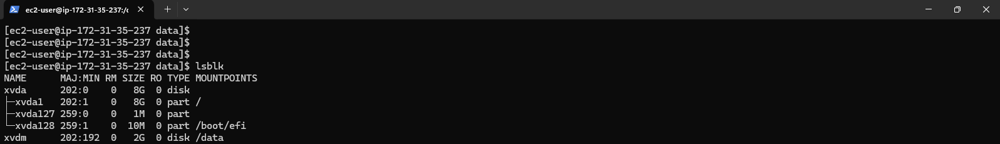 ec2-user@ip-172-31-35-237:/c
[ec2-user@ip-172-31-35-237 data]$
[ec2-user@ip-172-31-35-237 data]$
[ec2-user@ip-172-31-35-237 data]$
[ec2-user@ip-172-31-35-237 data]$ lsblk
NAME      MAJ:MIN RM SIZE RO TYPE MOUNTPOINTS
xvda      202:0    0   8G  0 disk
├─xvda1   202:1    0   8G  0 part /
├─xvda127 259:0    0   1M  0 part
└─xvda128 259:1    0  10M  0 part /boot/efi
xvdm      202:192  0   2G  0 disk /data